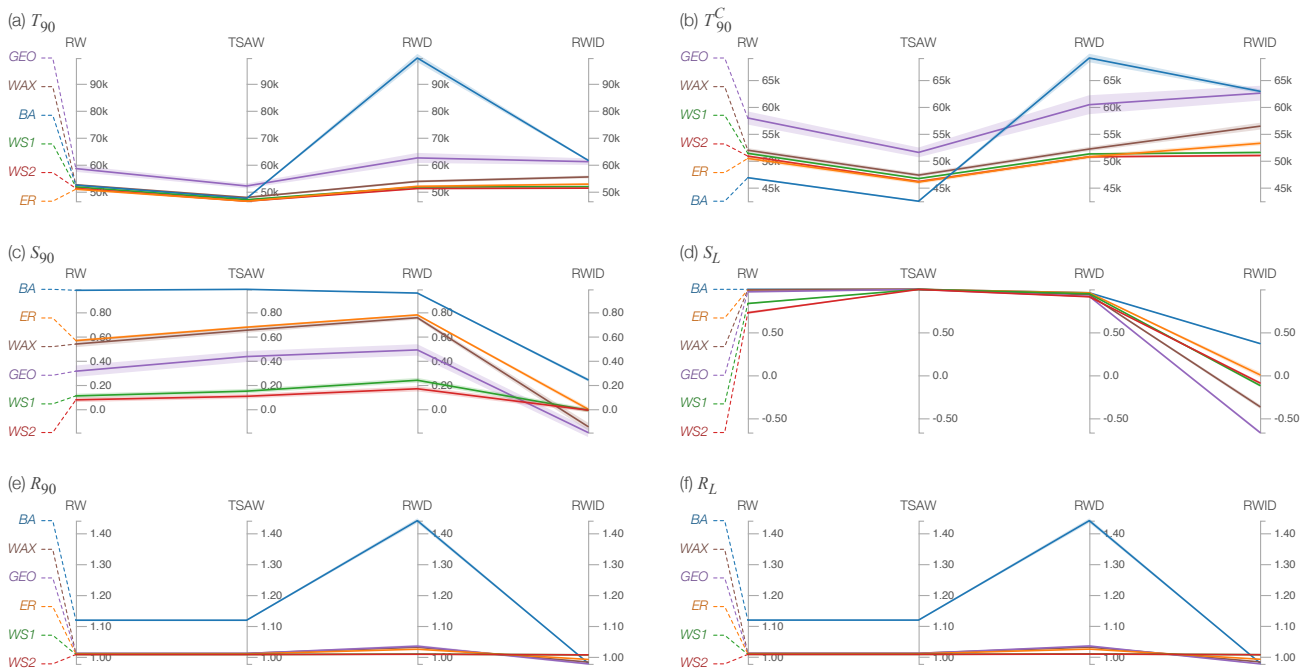 (a) T90
RW TSAW RWD RWID
GEO
WAX
BA
WS1
WS2
ER
90k 90k 90k 90k
80k 80k 80k 80k
70k 70k 70k 70k
60k 60k 60k 60k
50k 50k 50k 50k
(b) T90^C
RW TSAW RWD RWID
GEO
WAX
WS1
WS2
ER
BA
65k 65k 65k 65k
60k 60k 60k 60k
55k 55k 55k 55k
50k 50k 50k 50k
45k 45k 45k 45k
(c) S90
RW TSAW RWD RWID
BA
ER
WAX
GEO
WS1
WS2
0.80 0.80 0.80 0.80
0.60 0.60 0.60 0.60
0.40 0.40 0.40 0.40
0.20 0.20 0.20 0.20
0.0 0.0 0.0 0.0
(d) SL
RW TSAW RWD RWID
BA
ER
WAX
GEO
WS1
WS2
0.50 0.50 0.50 0.50
0.0 0.0 0.0 0.0
-0.50 -0.50 -0.50 -0.50
(e) R90
RW TSAW RWD RWID
BA
WAX
GEO
ER
WS1
WS2
1.40 1.40 1.40 1.40
1.30 1.30 1.30 1.30
1.20 1.20 1.20 1.20
1.10 1.10 1.10 1.10
1.00 1.00 1.00 1.00
(f) RL
RW TSAW RWD RWID
BA
WAX
GEO
ER
WS1
WS2
1.40 1.40 1.40 1.40
1.30 1.30 1.30 1.30
1.20 1.20 1.20 1.20
1.10 1.10 1.10 1.10
1.00 1.00 1.00 1.00